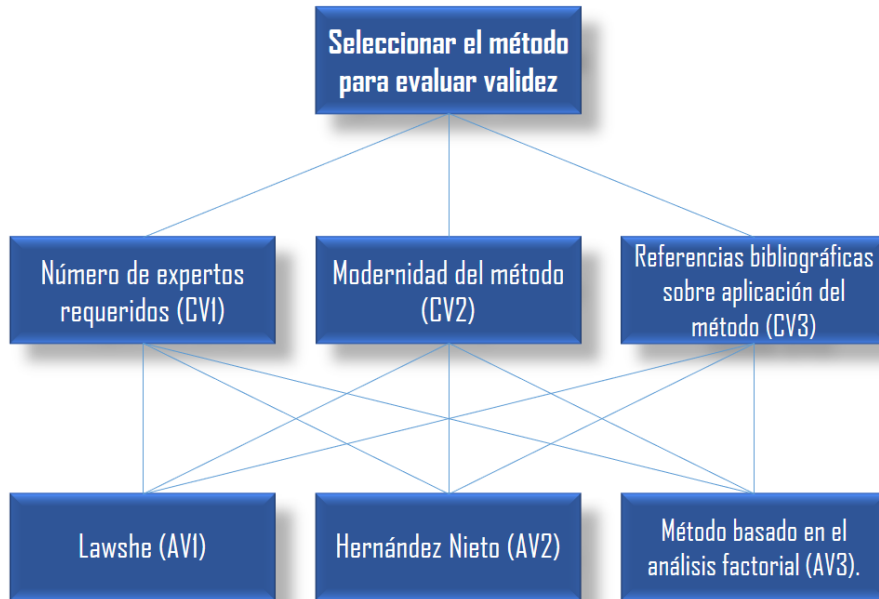 Seleccionar el método
para evaluar validez
Número de expertos
requeridos (CV1)
Modernidad del método
(CV2)
Referencias bibliográficas
sobre aplicación del
método (CV3)
Lawshe (AV1)
Hernández Nieto (AV2)
Método basado en el
análisis factorial (AV3).